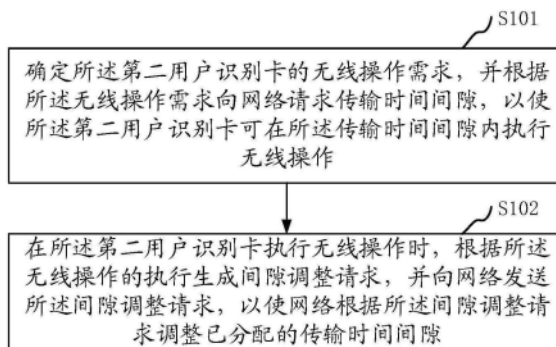 S101
确定所述第二用户识别卡的无线操作需求，并根据
所述无线操作需求向网络请求传输时间间隙，以使
所述第二用户识别卡可在所述传输时间间隙内执行
无线操作
S102
在所述第二用户识别卡执行无线操作时，根据所述
无线操作的执行生成间隙调整请求，并向网络发送
所述间隙调整请求，以使网络根据所述间隙调整请
求调整已分配的传输时间间隙